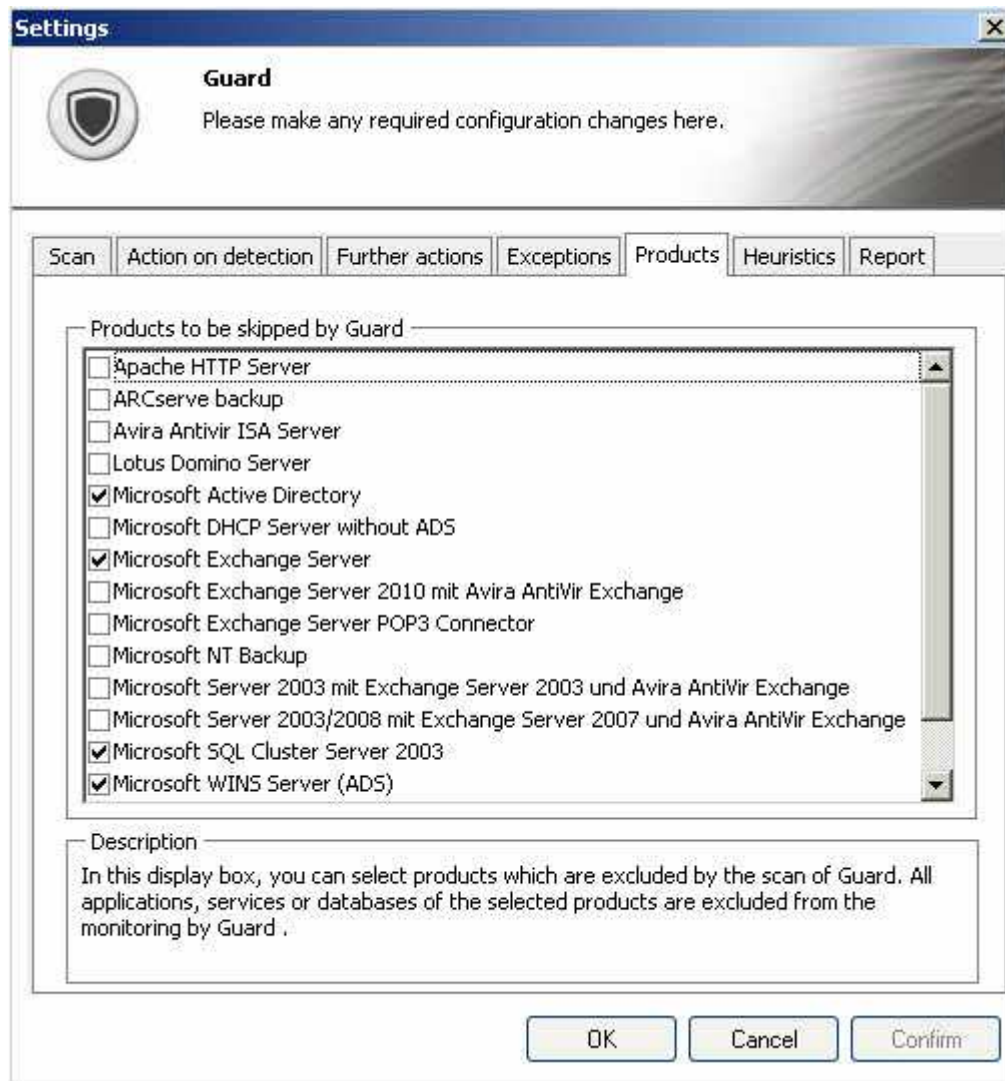 Settings
Guard
Please make any required configuration changes here.
Scan
Action on detection
Further actions
Exceptions
Products
Heuristics
Report
Products to be skipped by Guard
Apache HTTP Server
ARCserve backup
Avira Antivir ISA Server
Lotus Domino Server
Microsoft Active Directory
Microsoft DHCP Server without ADS
Microsoft Exchange Server
Microsoft Exchange Server 2010 mit Avira AntiVir Exchange
Microsoft Exchange Server POP3 Connector
Microsoft NT Backup
Microsoft Server 2003 mit Exchange Server 2003 und Avira AntiVir Exchange
Microsoft Server 2003/2008 mit Exchange Server 2007 und Avira AntiVir Exchange
Microsoft SQL Cluster Server 2003
Microsoft WINS Server (ADS)
Description
In this display box, you can select products which are excluded by the scan of Guard. All
applications, services or databases of the selected products are excluded from the
monitoring by Guard .
OK
Cancel
Confirm